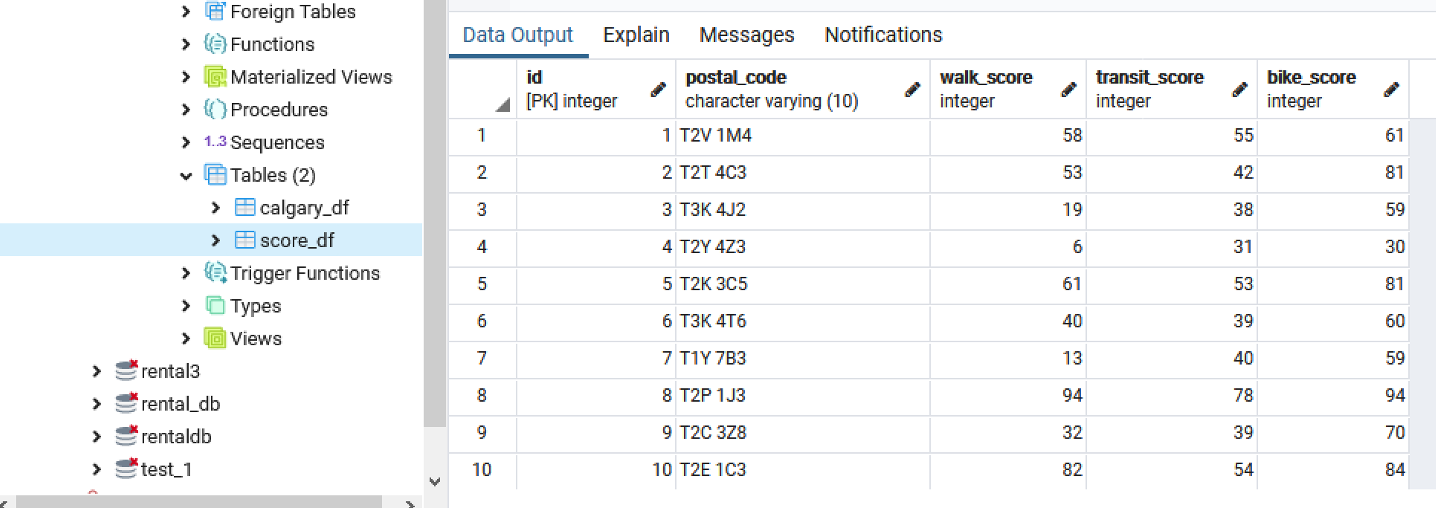 Foreign Tables
Functions
Materialized Views
Procedures
1..3 Sequences
Tables (2)
calgary_df
score_df
Trigger Functions
Types
Views
rental3
rental_db
rentaldb
test_1
Data Output Explain Messages Notifications
id postal_code walk_score transit_score bike_score
[PK] integer character varying (10) integer integer integer
1 1 T2V 1M4 58 55 61
2 2 T2T 4C3 53 42 81
3 3 T3K 4J2 19 38 59
4 4 T2Y 4Z3 6 31 30
5 5 T2K 3C5 61 53 81
6 6 T3K 4T6 40 39 60
7 7 T1Y 7B3 13 40 59
8 8 T2P 1J3 94 78 94
9 9 T2C 3Z8 32 39 70
10 10 T2E 1C3 82 54 84